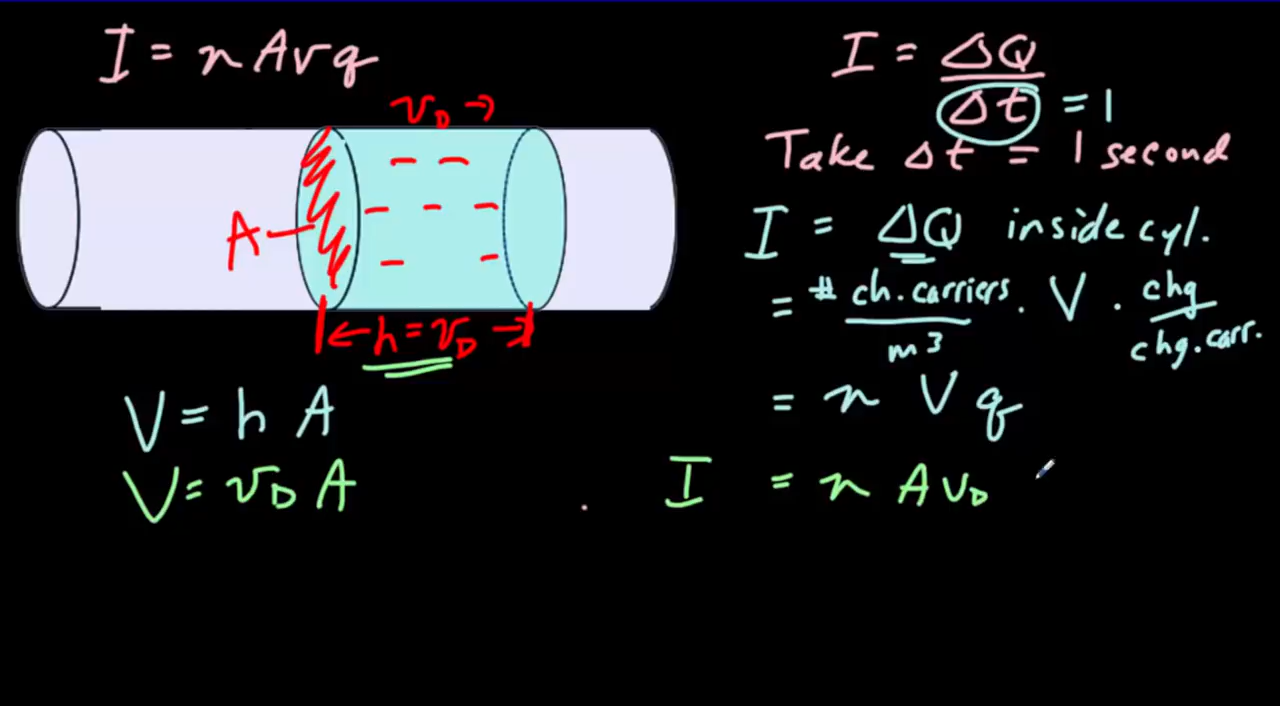 I = nAvq
v_D →
A
← h = v_D →
V = h A
V = v_D A
I = ΔQ / Δt = 1
Take Δt = 1 second
I = ΔQ inside cyl.
= # ch. carriers / m³ · V · chg / chg. carr.
= n V q
I = n A v_D